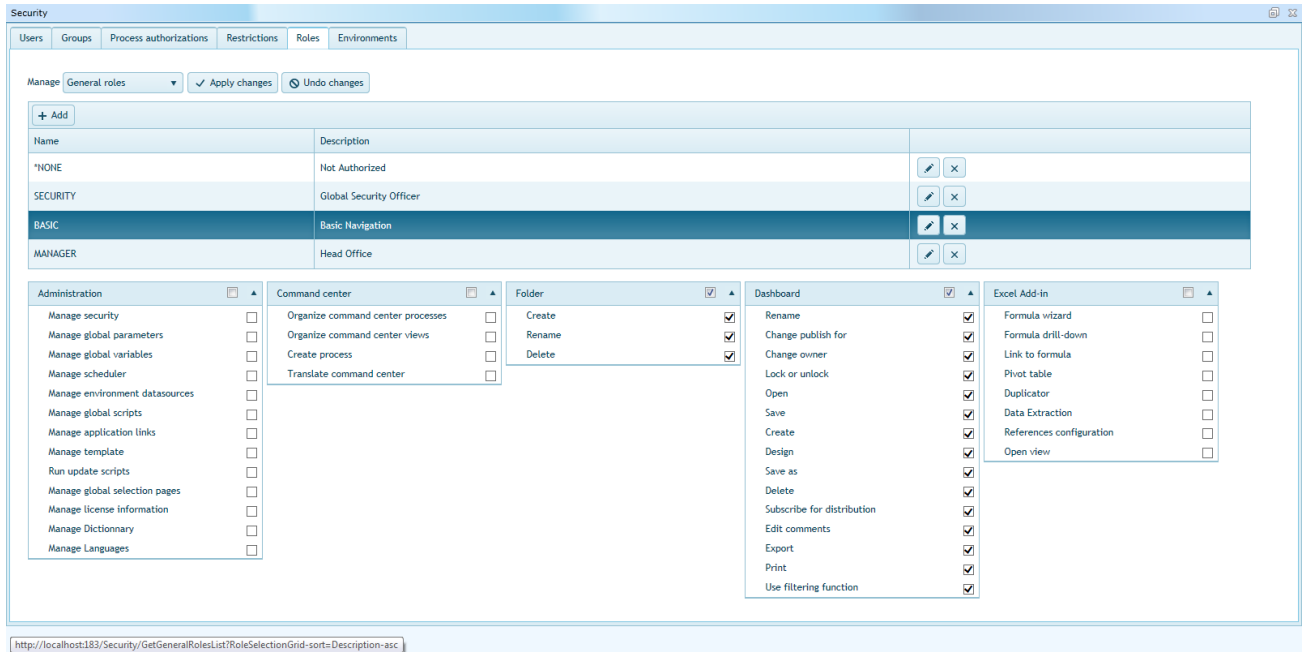 Security
Users Groups Process authorizations Restrictions Roles Environments
Manage General roles Apply changes Undo changes
+ Add
Name Description
*NONE Not Authorized
SECURITY Global Security Officer
BASIC Basic Navigation
MANAGER Head Office
Administration Command center Folder Dashboard Excel Add-in
Manage security Organize command center processes Create Rename Formula wizard
Manage global parameters Organize command center views Rename Change publish for Formula drill-down
Manage global variables Create process Delete Change owner Link to formula
Manage scheduler Translate command center Lock or unlock Pivot table
Manage environment datasources Open Duplicator
Manage global scripts Save Data Extraction
Manage application links Create References configuration
Manage template Design Open view
Run update scripts Save as
Manage global selection pages Delete
Manage license information Subscribe for distribution
Manage Dictionnary Edit comments
Manage Languages Export
Print
Use filtering function
http://localhost:183/Security/GetGeneralRolesList?RoleSelectionGrid-sort=Description-asc